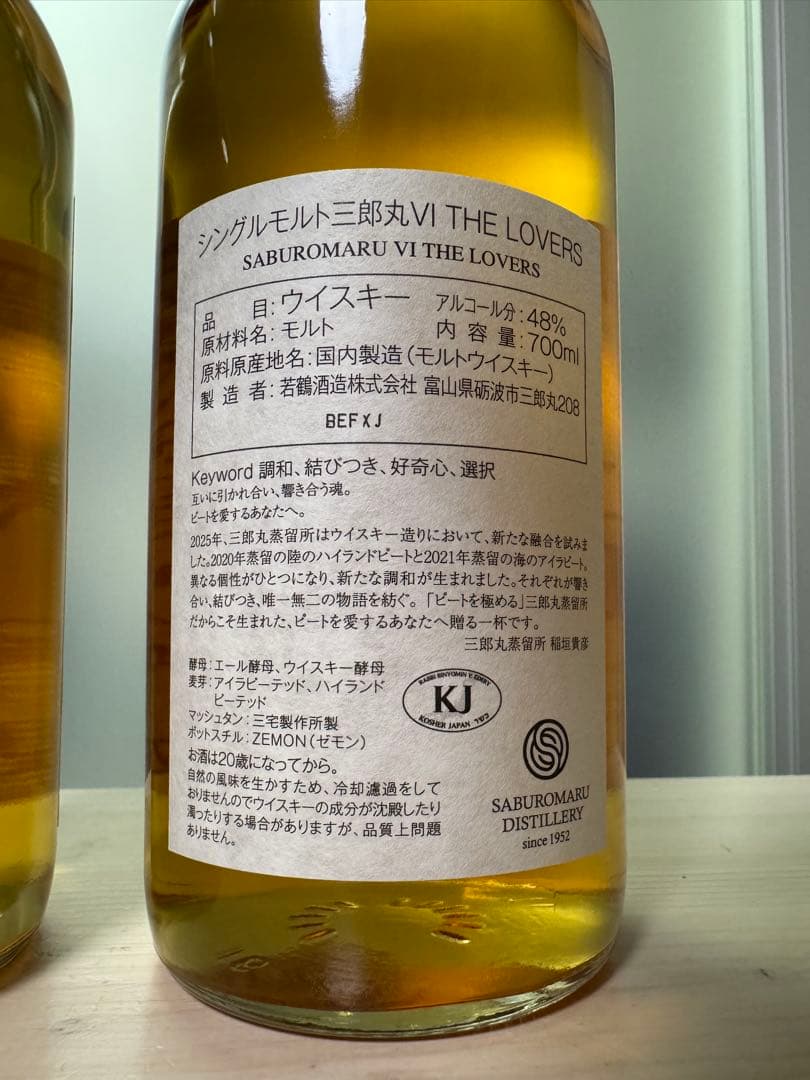 シングルモルト三郎丸VI THE LOVERS
SABUROMARU VI THE LOVERS
品 目:ウイスキー アルコール分:48%
原材料名:モルト 内 容 量:700ml
原料原産地名:国内製造(モルトウイスキー)
製 造 者:若鶴酒造株式会社 富山県砺波市三郎丸208
BEFXJ
Keyword 調和、結びつき、好奇心、選択
互いに引かれ合い、響き合う魂。
ピートを愛するあなたへ。
2025年、三郎丸蒸留所はウイスキー造りにおいて、新たな融合を試みま
した。2020年蒸留の陸のハイランドピートと2021年蒸留の海のアイラピート。
異なる個性がひとつになり、新たな調和が生まれました。それぞれが響き
合い、結びつき、唯一無二の物語を紡ぐ。「ピートを極める」三郎丸蒸留所
だからこそ生まれた、ピートを愛するあなたへ贈る一杯です。
三郎丸蒸留所 稲垣貴彦
酵母:エール酵母、ウイスキー酵母
麦芽:アイラピーテッド、ハイランド
ピーテッド
マッシュタン:三宅製作所製
ポットスチル:ZEMON(ゼモン)
お酒は20歳になってから。
自然の風味を生かすため、冷却濾過をして
おりませんのでウイスキーの成分が沈殿したり
濁ったりする場合がありますが、品質上問題
ありません。
RABBI BINYOMIN Y. EDERY
KJ
KOSHER JAPAN
SABUROMARU
DISTILLERY
since 1952